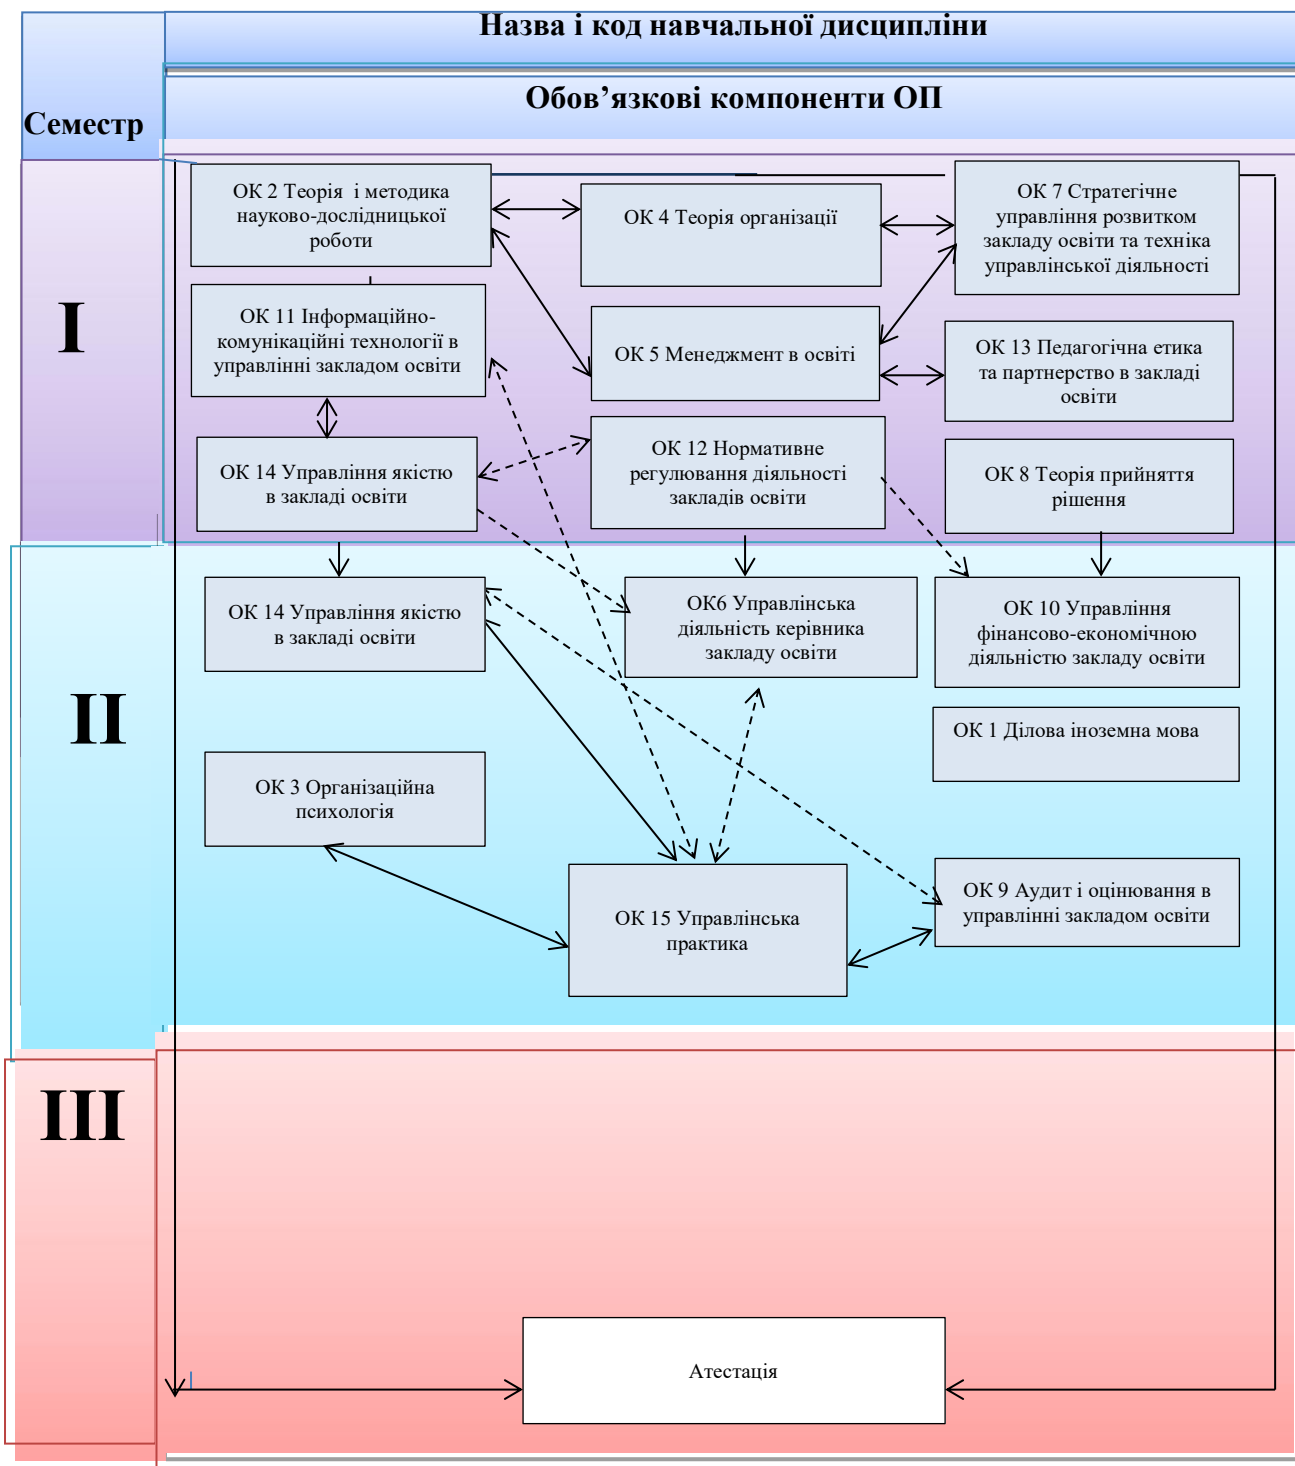 Назва і код навчальної дисципліни
Обов’язкові компоненти ОП
Семестр
I
ОК 2 Теорія і методика
науково-дослідницької
роботи
ОК 4 Теорія організації
ОК 7 Стратегічне
управління розвитком
закладу освіти та техніка
управлінської діяльності
ОК 11 Інформаційно-
комунікаційні технології в
управлінні закладом освіти
ОК 5 Менеджмент в освіті
ОК 13 Педагогічна етика
та партнерство в закладі
освіти
ОК 14 Управління якістю
в закладі освіти
ОК 12 Нормативне
регулювання діяльності
закладів освіти
ОК 8 Теорія прийняття
рішення
II
ОК 14 Управління якістю
в закладі освіти
ОК6 Управлінська
діяльність керівника
закладу освіти
ОК 10 Управління
фінансово-економічною
діяльністю закладу освіти
ОК 1 Ділова іноземна мова
ОК 3 Організаційна
психологія
ОК 15 Управлінська
практика
ОК 9 Аудит і оцінювання в
управлінні закладом освіти
III
Атестація